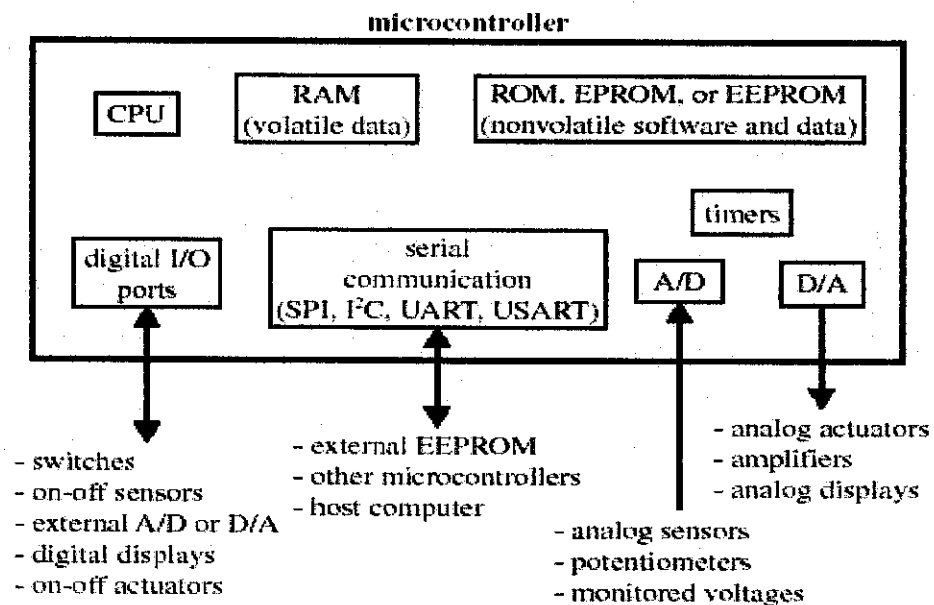 microcontroller
CPU
RAM
(volatile data)
ROM, EPROM, or EEPROM
(nonvolatile software and data)
timers
digital I/O
ports
serial
communication
(SPI, I²C, UART, USART)
A/D
D/A
- switches
- on-off sensors
- external A/D or D/A
- digital displays
- on-off actuators
- external EEPROM
- other microcontrollers
- host computer
- analog sensors
- potentiometers
- monitored voltages
- analog actuators
- amplifiers
- analog displays